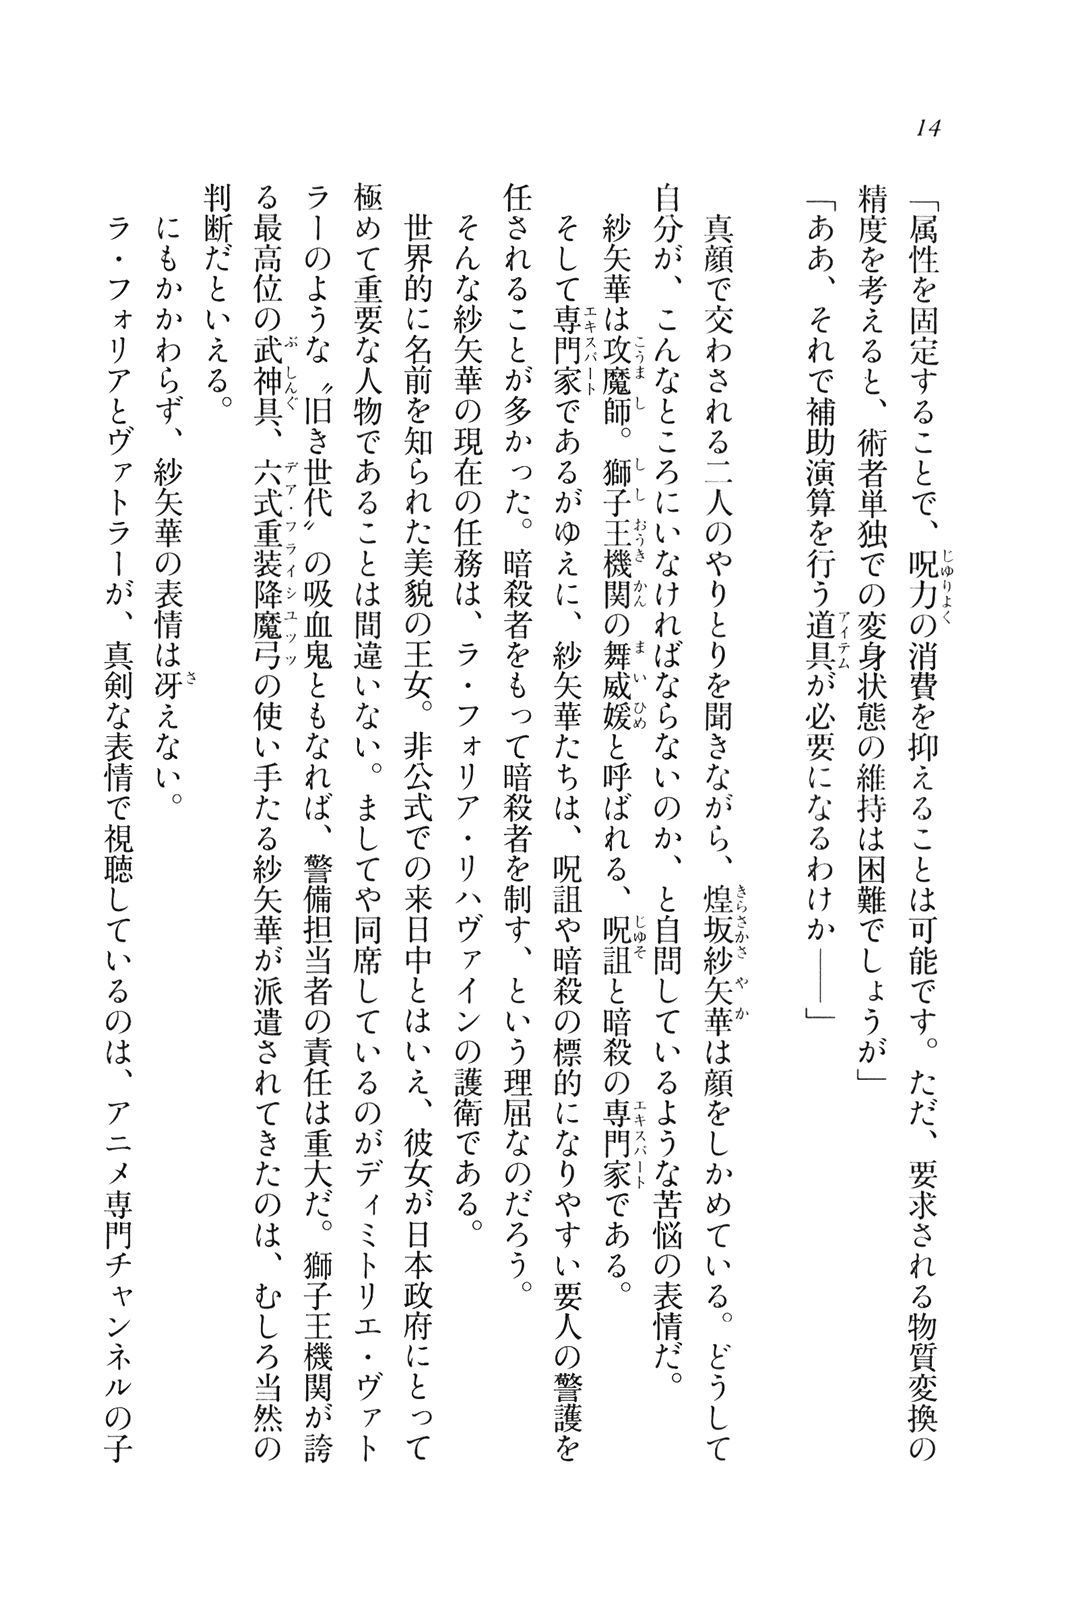 14
「属性を固定することで、呪力の消費を抑えることは可能です。ただ、要求される物質変換の
精度を考えると、術者単独での変身状態の維持は困難でしょうが」
「ああ、それで補助演算を行う道具が必要になるわけか――」
真顔で交わされる二人のやりとりを聞きながら、煌坂紗矢華は顔をしかめている。どうして
自分が、こんなところにいなければならないのか、と自問しているような苦悩の表情だ。
紗矢華は攻魔師。獅子王機関の舞威媛と呼ばれる、呪詛と暗殺の専門家である。
そして専門家であるがゆえに、紗矢華たちは、呪詛や暗殺の標的になりやすい要人の警護を
任されることが多かった。暗殺者をもって暗殺者を制す、という理屈なのだろう。
そんな紗矢華の現在の任務は、ラ・フォリア・リハヴァインの護衛である。
世界的に名前を知られた美貌の王女。非公式での来日中とはいえ、彼女が日本政府にとって
極めて重要な人物であることは間違いない。ましてや同席しているのがディミトリエ・ヴァト
ラーのような〝旧き世代〟の吸血鬼ともなれば、警備担当者の責任は重大だ。獅子王機関が誇
る最高位の武神具、六式重装降魔弓の使い手たる紗矢華が派遣されてきたのは、むしろ当然の
判断だといえる。
にもかかわらず、紗矢華の表情は冴えない。
ラ・フォリアとヴァトラーが、真剣な表情で視聴しているのは、アニメ専門チャンネルの子